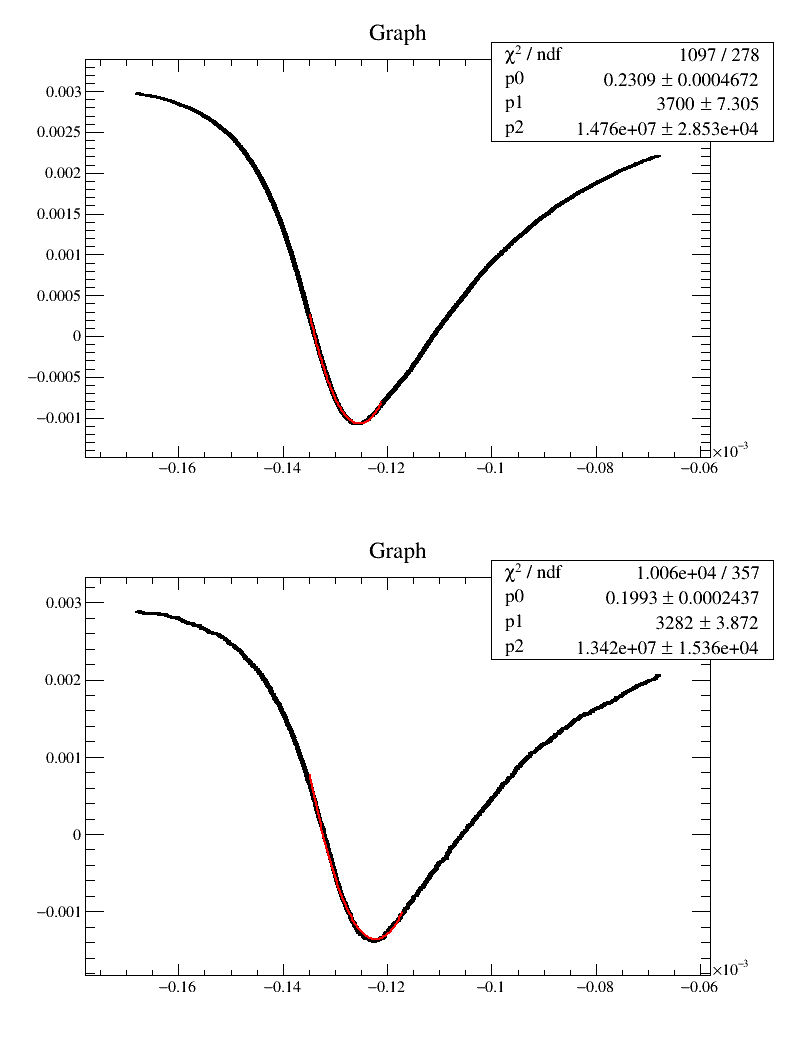 Graph
χ² / ndf 1097 / 278
p0 0.2309 ± 0.0004672
p1 3700 ± 7.305
p2 1.476e+07 ± 2.853e+04
0.003
0.0025
0.002
0.0015
0.001
0.0005
0
−0.0005
−0.001
×10⁻³
−0.16 −0.14 −0.12 −0.1 −0.08 −0.06
Graph
χ² / ndf 1.006e+04 / 357
p0 0.1993 ± 0.0002437
p1 3282 ± 3.872
p2 1.342e+07 ± 1.536e+04
0.003
0.002
0.001
0
−0.001
×10⁻³
−0.16 −0.14 −0.12 −0.1 −0.08 −0.06